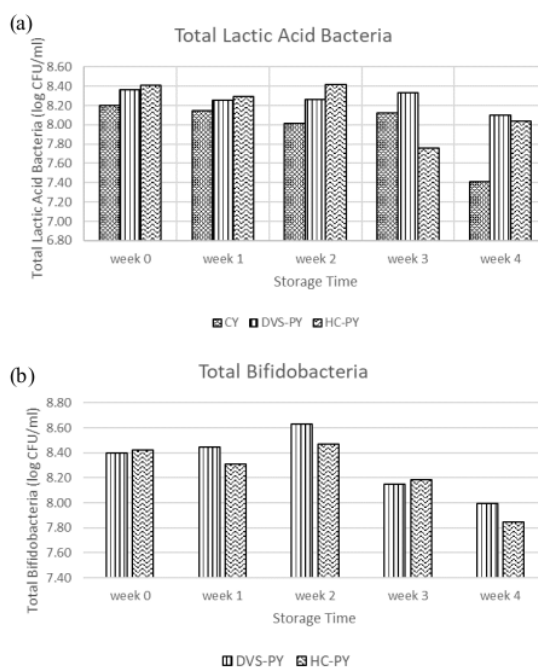 (a)
Total Lactic Acid Bacteria
Total Lactic Acid Bacteria (log CFU/ml)
8.60
8.40
8.20
8.00
7.80
7.60
7.40
7.20
7.00
6.80
week 0 week 1 week 2 week 3 week 4
Storage Time
CY DVS-PY HC-PY
(b)
Total Bifidobacteria
Total Bifidobacteria (log CFU/ml)
8.80
8.60
8.40
8.20
8.00
7.80
7.60
7.40
week 0 week 1 week 2 week 3 week 4
Storage Time
DVS-PY HC-PY